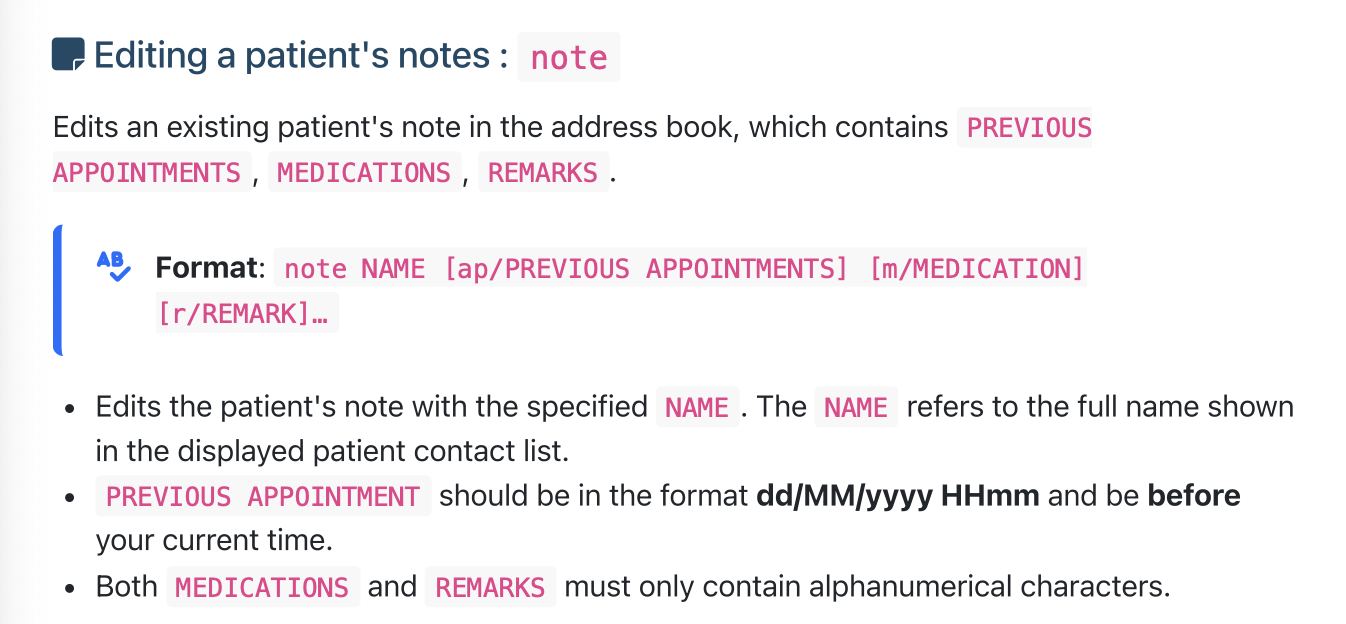 Editing a patient's notes : note
Edits an existing patient's note in the address book, which contains PREVIOUS
APPOINTMENTS , MEDICATIONS , REMARKS .
AB Format: note NAME [ap/PREVIOUS APPOINTMENTS] [m/MEDICATION]
[r/REMARK]…
• Edits the patient's note with the specified NAME . The NAME refers to the full name shown
in the displayed patient contact list.
• PREVIOUS APPOINTMENT should be in the format dd/MM/yyyy HHmm and be before
your current time.
• Both MEDICATIONS and REMARKS must only contain alphanumerical characters.